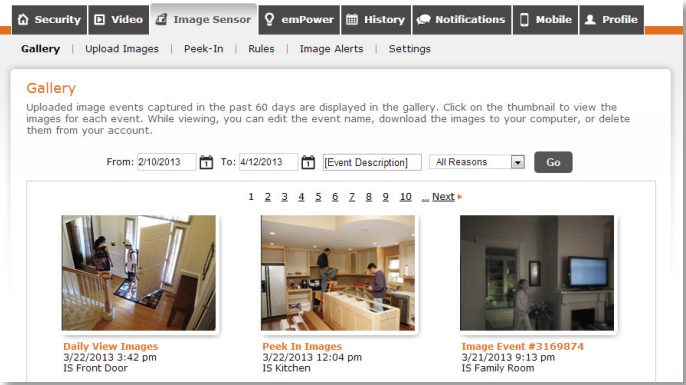 Security Video Image Sensor emPower History Notifications Mobile Profile
Gallery | Upload Images | Peek-In | Rules | Image Alerts | Settings
Gallery
Uploaded image events captured in the past 60 days are displayed in the gallery. Click on the thumbnail to view the
images for each event. While viewing, you can edit the event name, download the images to your computer, or delete
them from your account.
From: 2/10/2013 To: 4/12/2013 [Event Description] All Reasons Go
1 2 3 4 5 6 7 8 9 10 ... Next
Daily View Images Peek In Images Image Event #3169874
3/22/2013 3:42 pm 3/22/2013 12:04 pm 3/21/2013 9:13 pm
IS Front Door IS Kitchen IS Family Room